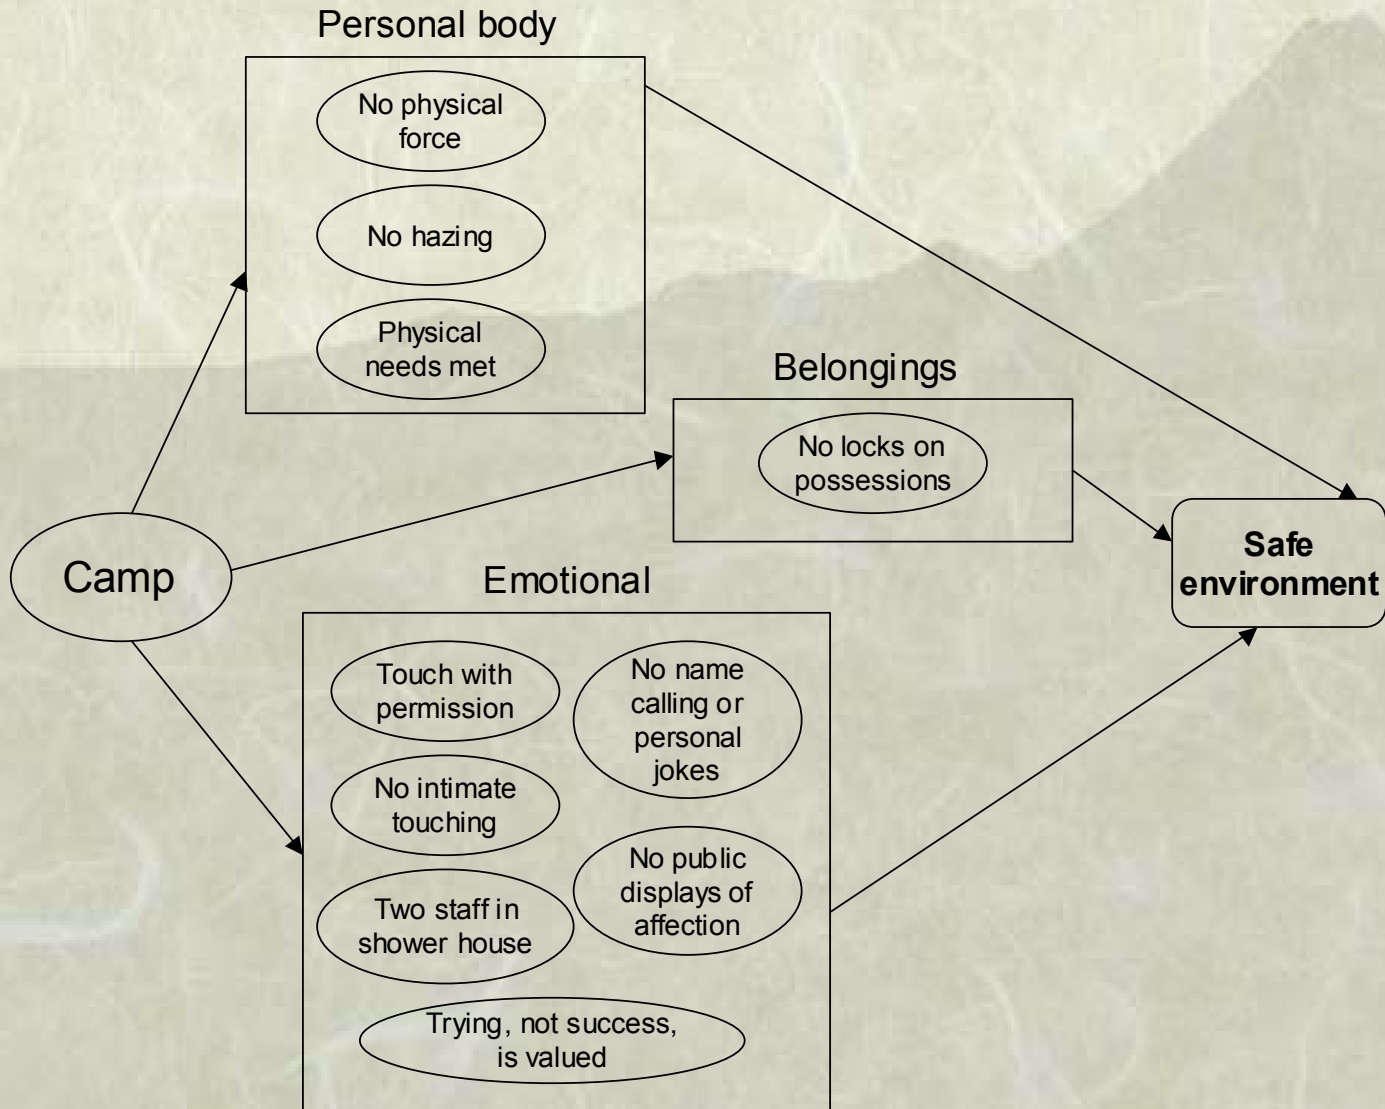 Personal body
No physical
force
No hazing
Physical
needs met
Belongings
No locks on
possessions
Camp
Safe
environment
Emotional
Touch with
permission
No name
calling or
personal
jokes
No intimate
touching
No public
displays of
affection
Two staff in
shower house
Trying, not success,
is valued